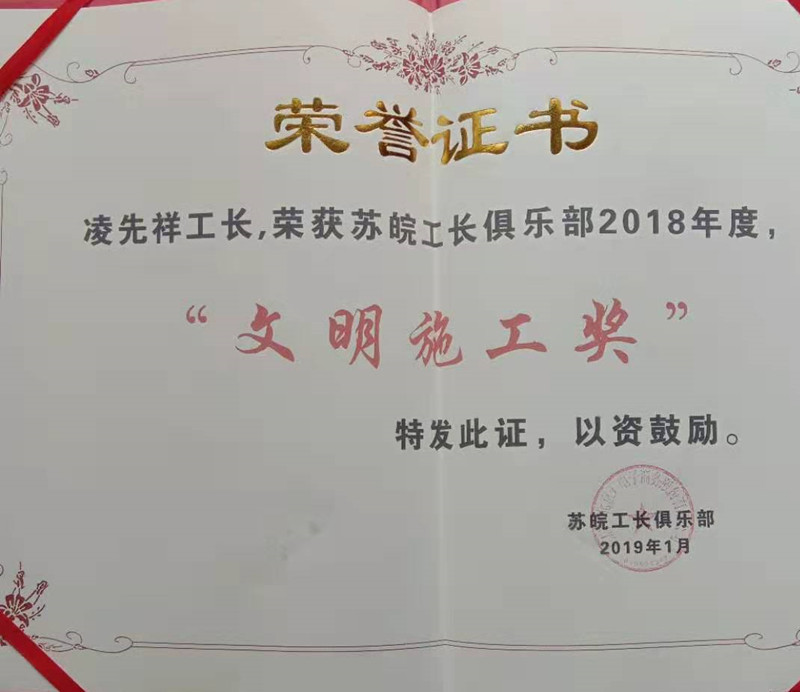 荣誉证书
凌先祥工长,荣获苏皖工长俱乐部2018年度,
“文明施工奖”
特发此证，以资鼓励。
苏皖工长俱乐部
2019年1月